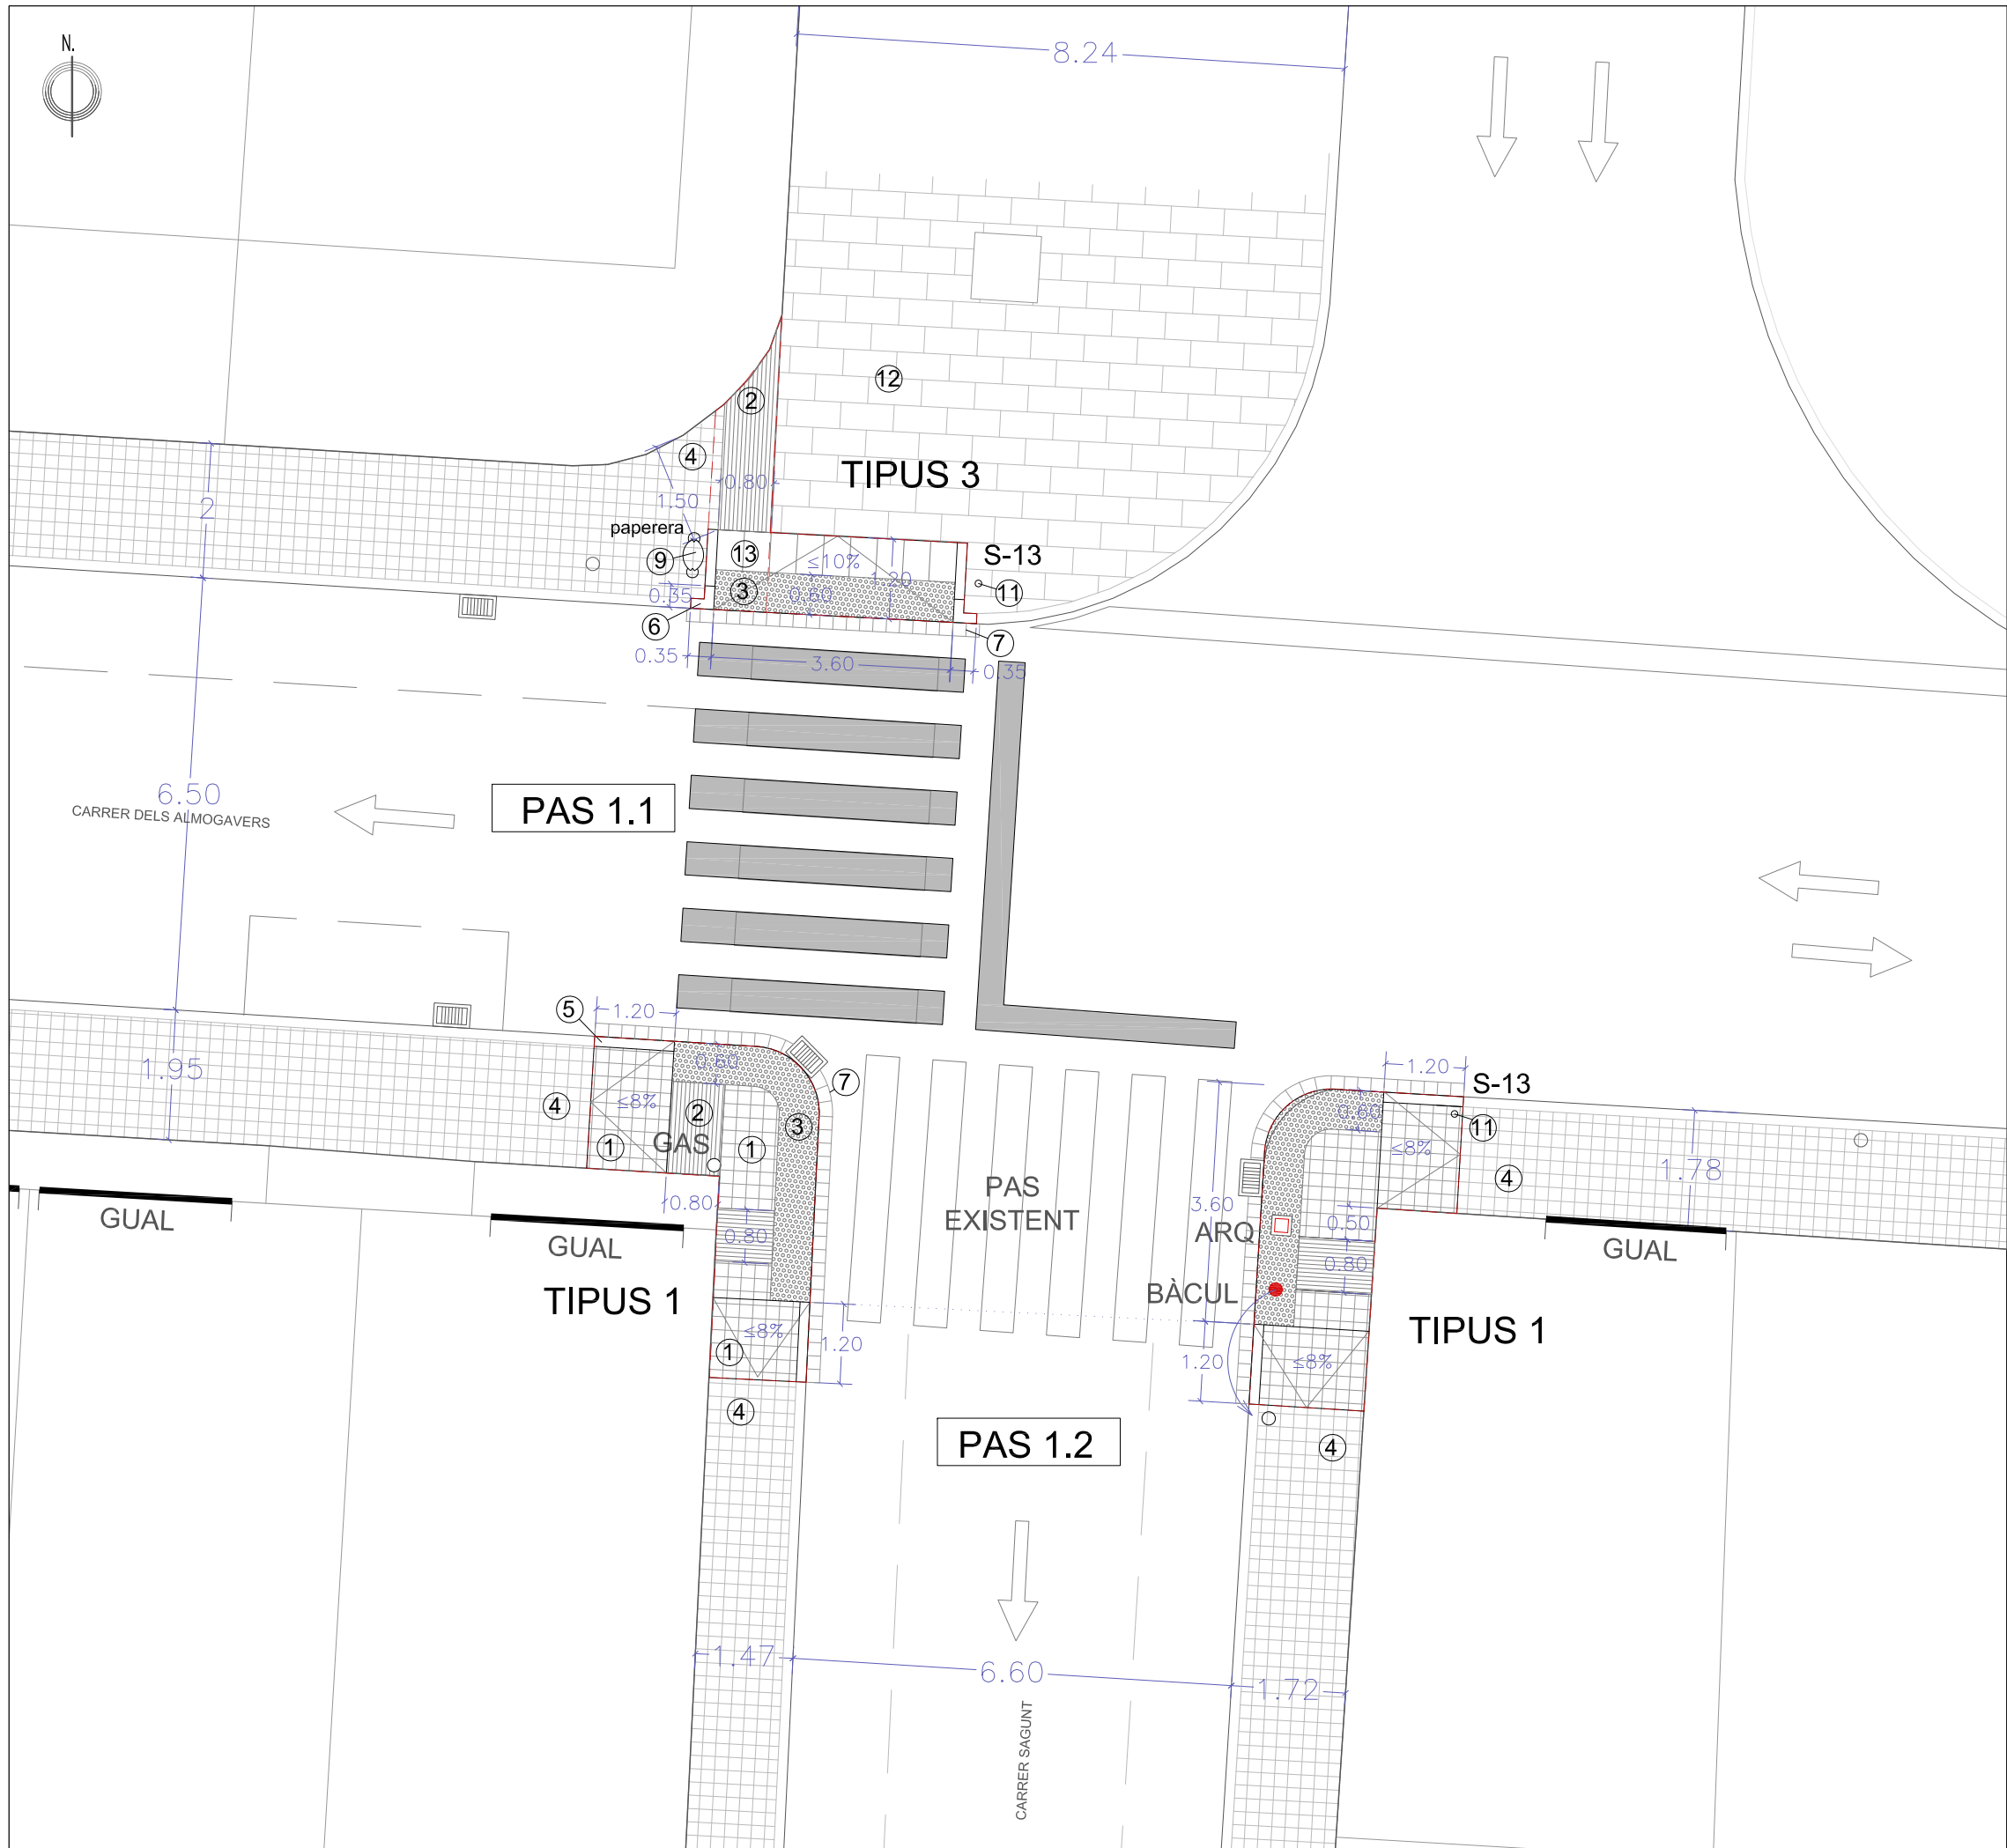 N.
8.24
12
2
4
TIPUS 3
0.80
1.50
2
paperera
13
S-13
9
≤10%
1.20
3
0.60
11
0.35
6
7
0.35
3.60
0.35
6.50
CARRER DELS ALMOGAVERS
PAS 1.1
5
1.20
1.95
0.60
7
4
≤8%
2
3
GAS
1
1
0.80
0.80
GUAL
GUAL
TIPUS 1
≤8%
1
1.20
4
PAS
EXISTENT
1.20
S-13
0.60
11
≤8%
4
1.78
3.60
ARQ
0.50
0.80
GUAL
BÀCUL
TIPUS 1
1.20
≤8%
PAS 1.2
4
1.47
6.60
1.72
CARRER SAGUNT